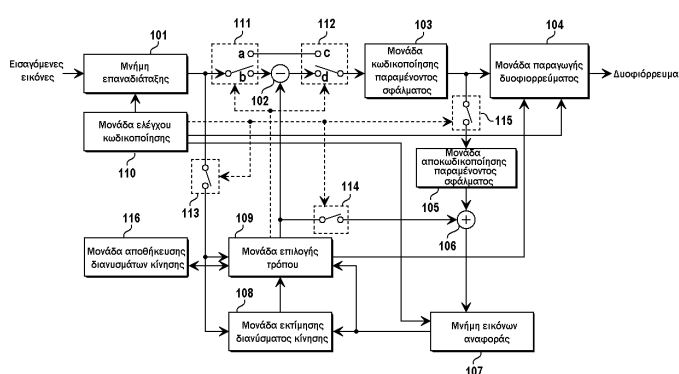 101
111
112
103
104
Εισαγόμενες
εικόνες
Μνήμη
επαναδιάταξης
a
b
c
d
102
Μονάδα
κωδικοποίησης
παραμένοντος
σφάλματος
Μονάδα παραγωγής
δυοφιορρεύματος
Δυοφιόρρευμα
Μονάδα ελέγχου
κωδικοποίησης
110
115
Μονάδα
αποκωδικοποίησης
παραμένοντος
σφάλματος
105
113
114
106
116
109
Μονάδα αποθήκευσης
διανυσμάτων κίνησης
Μονάδα επιλογής
τρόπου
108
Μονάδα εκτίμησης
διανύσματος κίνησης
Μνήμη εικόνων
αναφοράς
107